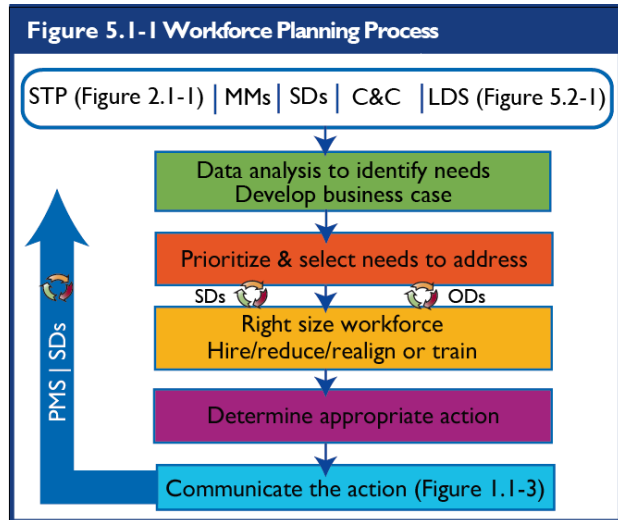 Figure 5.1-1 Workforce Planning Process
STP (Figure 2.1-1) | MMs | SDs | C&C | LDS (Figure 5.2-1)
Data analysis to identify needs
Develop business case
Prioritize & select needs to address
SDs ODs
Right size workforce
Hire/reduce/realign or train
Determine appropriate action
Communicate the action (Figure 1.1-3)
PMS | SDs